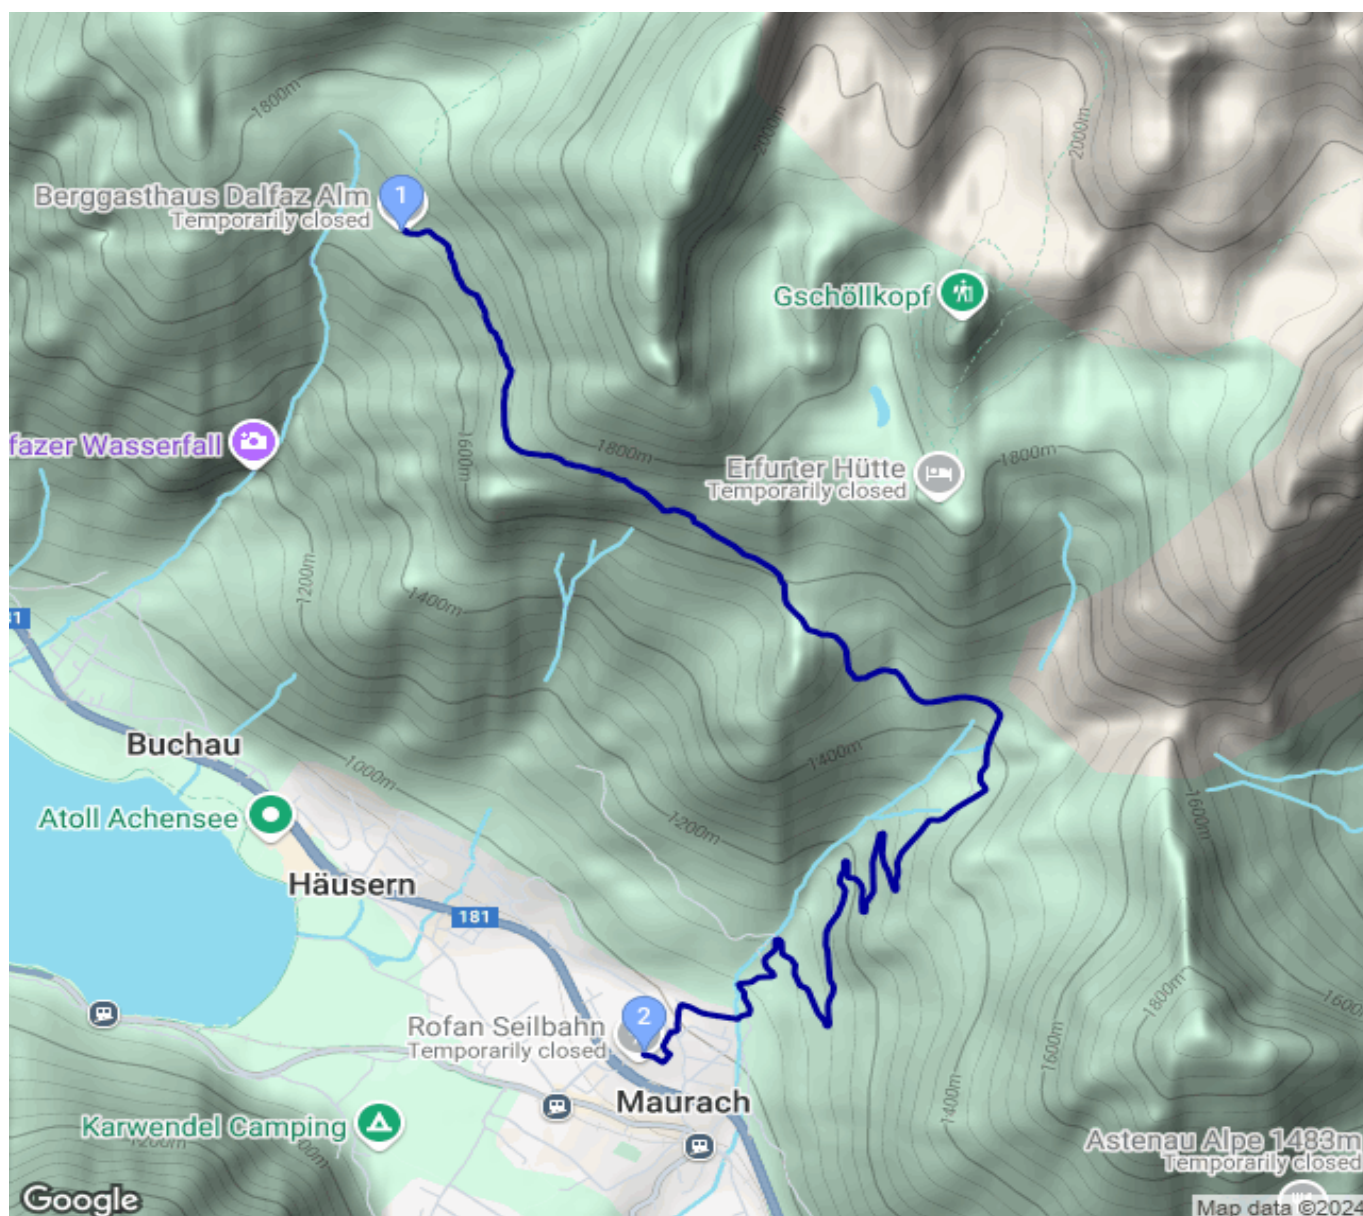 1800m
2000m
2000m
Berggasthaus Dalfaz Alm
Temporarily closed
1
Gschöllkopf
fazer Wasserfall
1600m
1800m
Erfurter Hütte
Temporarily closed
1800m
1200m
1400m
Buchau
1000m
1400m
1200m
1600m
Atoll Achensee
Häusern
181
Rofan Seilbahn
Temporarily closed
2
1800m
1600m
1600m
1400m
Maurach
Karwendel Camping
1200m
Astenau Alpe 1483m
Temporarily closed
Google
Map data ©2024